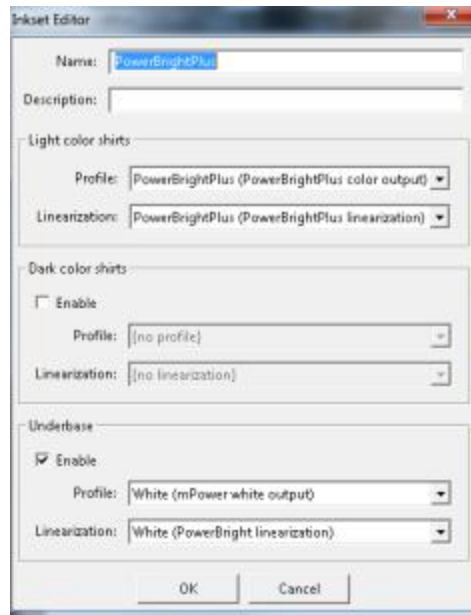 Inkset Editor
Name: PowerBrightPlus
Description:
Light color shirts
Profile: PowerBrightPlus (PowerBrightPlus color output)
Linearization: PowerBrightPlus (PowerBrightPlus linearization)
Dark color shirts
Enable
Profile: (no profile)
Linearization: (no linearization)
Underbase
Enable
Profile: White (mPower white output)
Linearization: White (PowerBright linearization)
OK Cancel